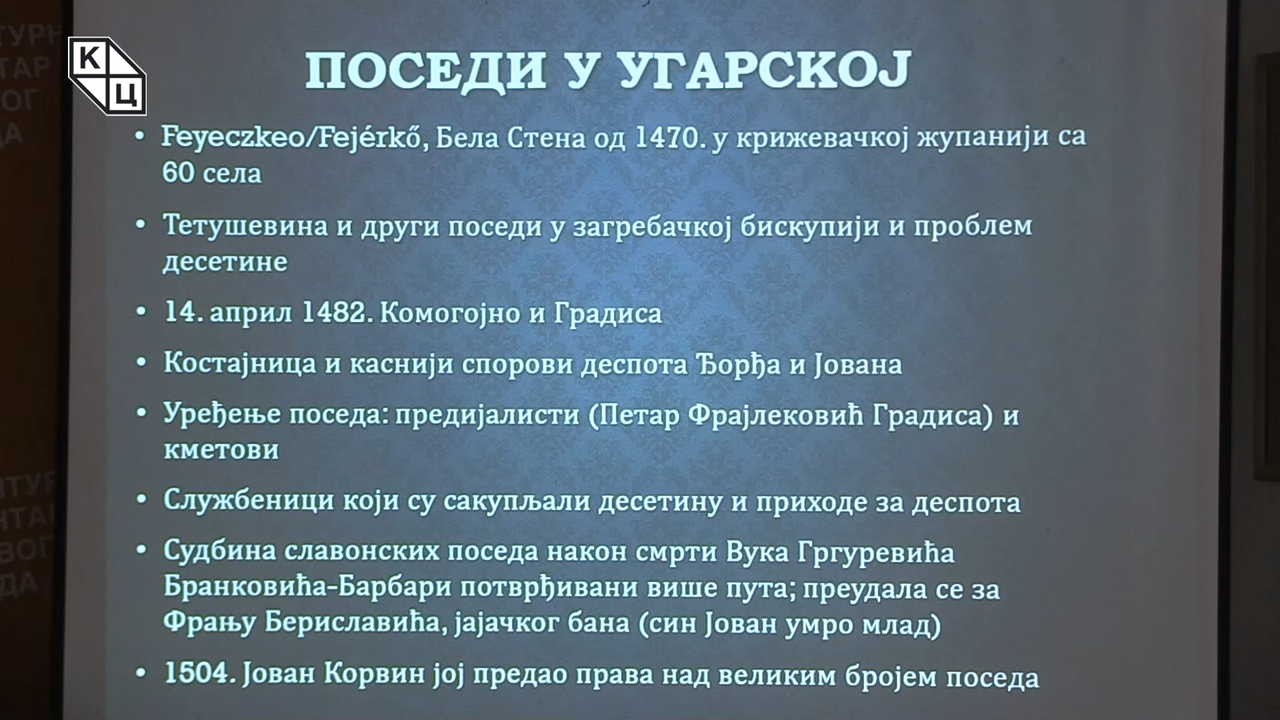 К
Ц
ПОСЕДИ У УГАРСКОЈ
• Feyeczkeo/Fejérkő, Бела Стена од 1470. у крижевачкој жупанији са
60 села
• Тетушевина и други поседи у загребачкој бискупији и проблем
десетине
• 14. април 1482. Комогојно и Градиса
• Костајница и каснији спорови деспота Ђорђа и Јована
• Уређење поседа: предијалисти (Петар Фрајлековић Градиса) и
кметови
• Службеници који су сакупљали десетину и приходе за деспота
• Судбина славонских поседа након смрти Вука Гргуревића
Бранковића-Барбари потврђивани више пута; преудала се за
Фрању Бериславића, јајачког бана (син Јован умро млад)
• 1504. Јован Корвин јој предао права над великим бројем поседа